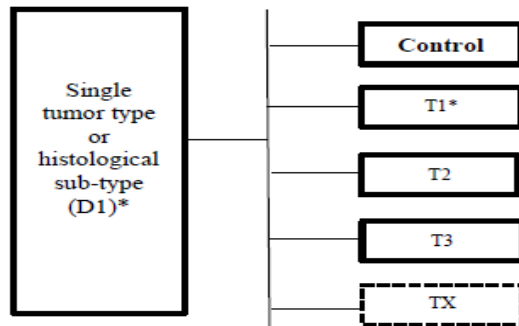 Single
tumor type
or
histological
sub-type
(D1)*
Control
T1*
T2
T3
TX